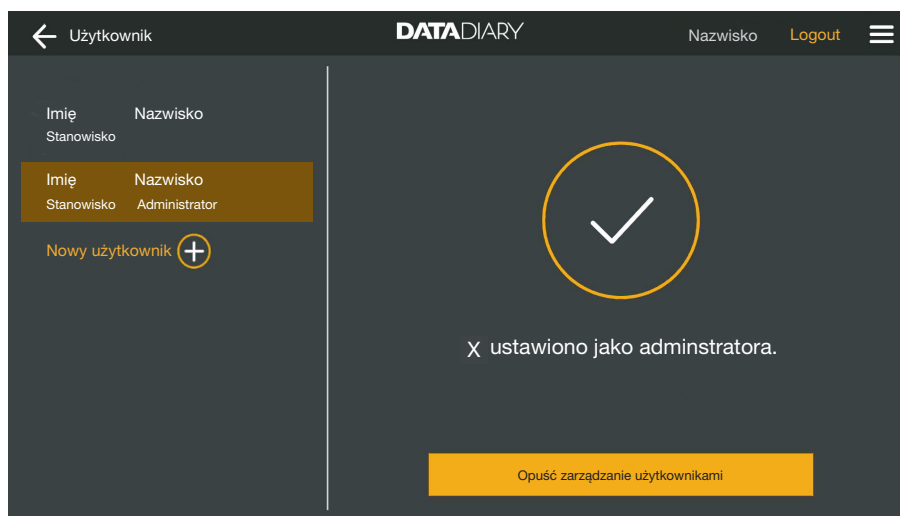 Użytkownik
DATADIARY
Nazwisko
Logout
Imię Nazwisko
Stanowisko
Imię Nazwisko
Stanowisko Administrator
Nowy użytkownik
X ustawiono jako adminstratora.
Opuść zarządzanie użytkownikami